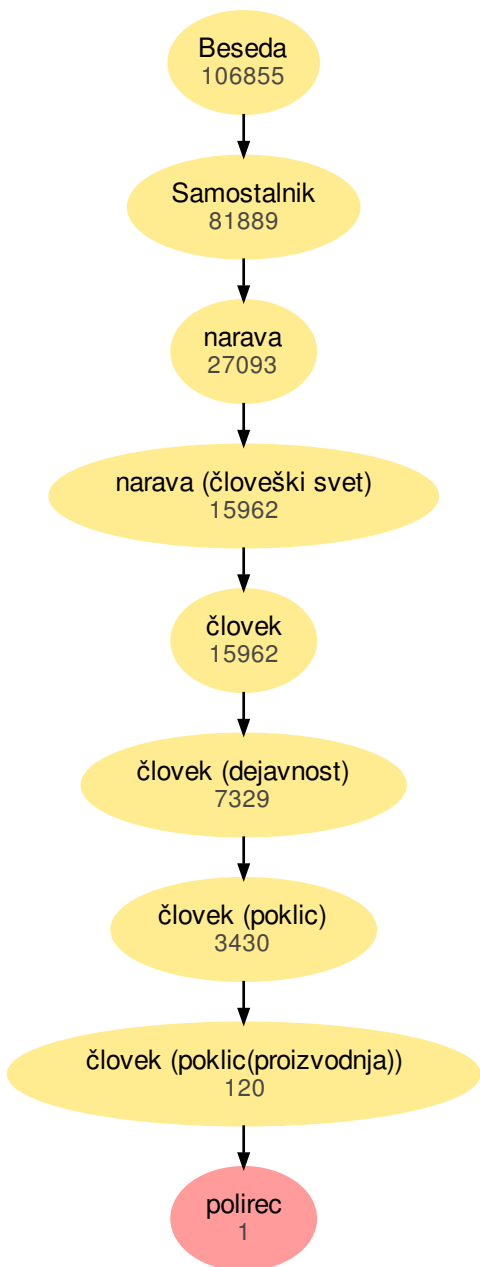 Beseda
106855
Samostalnik
81889
narava
27093
narava (človeški svet)
15962
človek
15962
človek (dejavnost)
7329
človek (poklic)
3430
človek (poklic(proizvodnja))
120
polirec
1